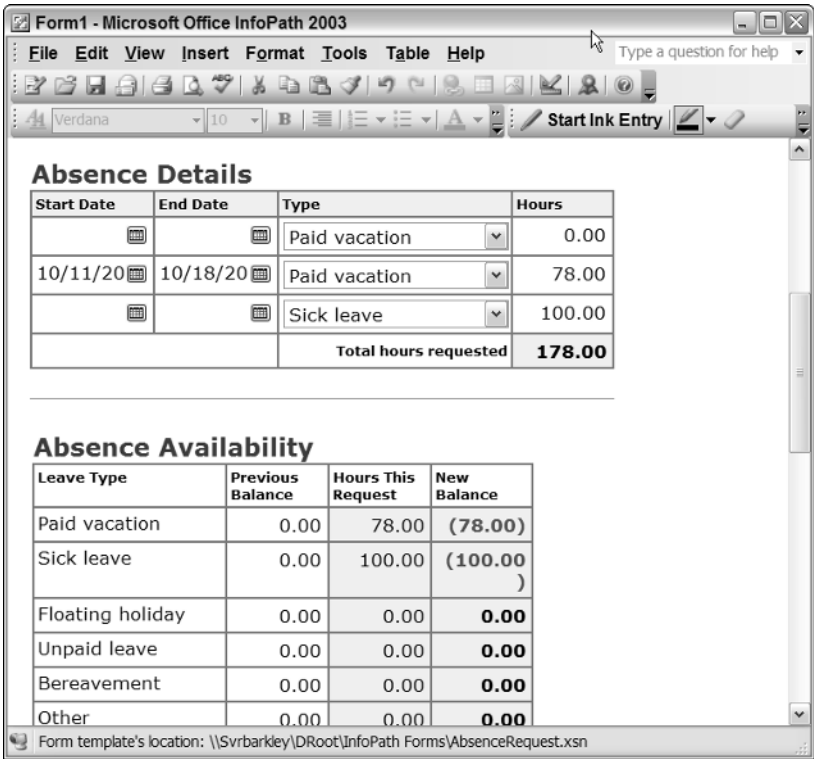 Form1 - Microsoft Office InfoPath 2003
File Edit View Insert Format Tools Table Help Type a question for help
Verdana 10 B A Start Ink Entry
Absence Details
Start Date End Date Type Hours
Paid vacation 0.00
10/11/20 10/18/20 Paid vacation 78.00
Sick leave 100.00
Total hours requested 178.00
Absence Availability
Leave Type Previous Balance Hours This Request New Balance
Paid vacation 0.00 78.00 (78.00)
Sick leave 0.00 100.00 (100.00
)
Floating holiday 0.00 0.00 0.00
Unpaid leave 0.00 0.00 0.00
Bereavement 0.00 0.00 0.00
Other 0.00 0.00 0.00
Form template's location: \\Svrbarkley\DRoot\InfoPath Forms\AbsenceRequest.xsn